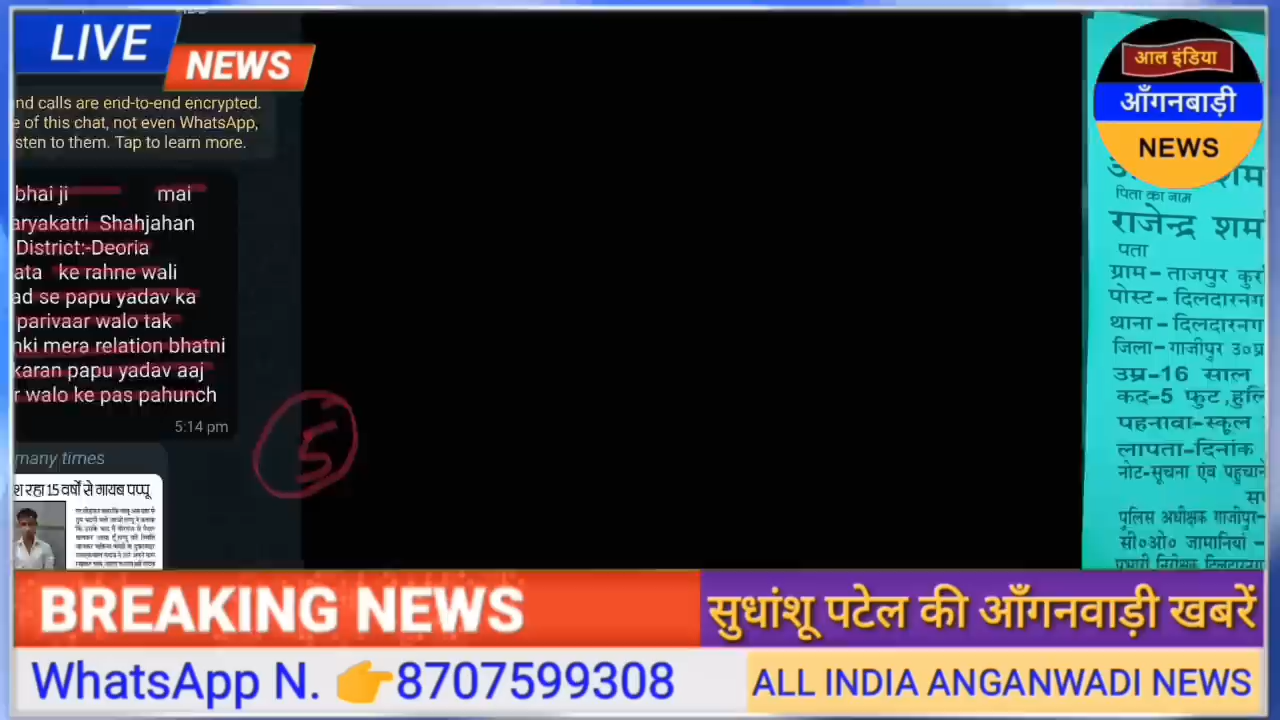 LIVE
NEWS
nd calls are end-to-end encrypted.
e of this chat, not even WhatsApp,
sten to them. Tap to learn more.
bhai ji mai
aryakatri Shahjahan
District:-Deoria
ata ke rahne wali
ad se papu yadav ka
parivaar walo tak
nki mera relation bhatni
karan papu yadav aaj
r walo ke pas pahunch
5:14 pm
5
many times
श रहा 15 वर्षों से गायब पप्पू
आल इंडिया
आँगनबाड़ी
NEWS
पिता का नाम
राजेन्द्र शर्मा
पता
ग्राम-ताजपुर कुर्
पोस्ट-दिलदारनग
थाना-दिलदारनग
जिला-गाजीपुर उ०प्र
उम्र-16 साल
कद-5 फुट,हुलि
पहनावा-स्कूल
लापता-दिनांक
नोट-सूचना एंव पहुचाने
पुलिस अधीक्षक गाजीपुर-
सी०ओ० जामानियां-
BREAKING NEWS
सुधांशू पटेल की आँगनवाड़ी खबरें
WhatsApp N. 👉8707599308
ALL INDIA ANGANWADI NEWS